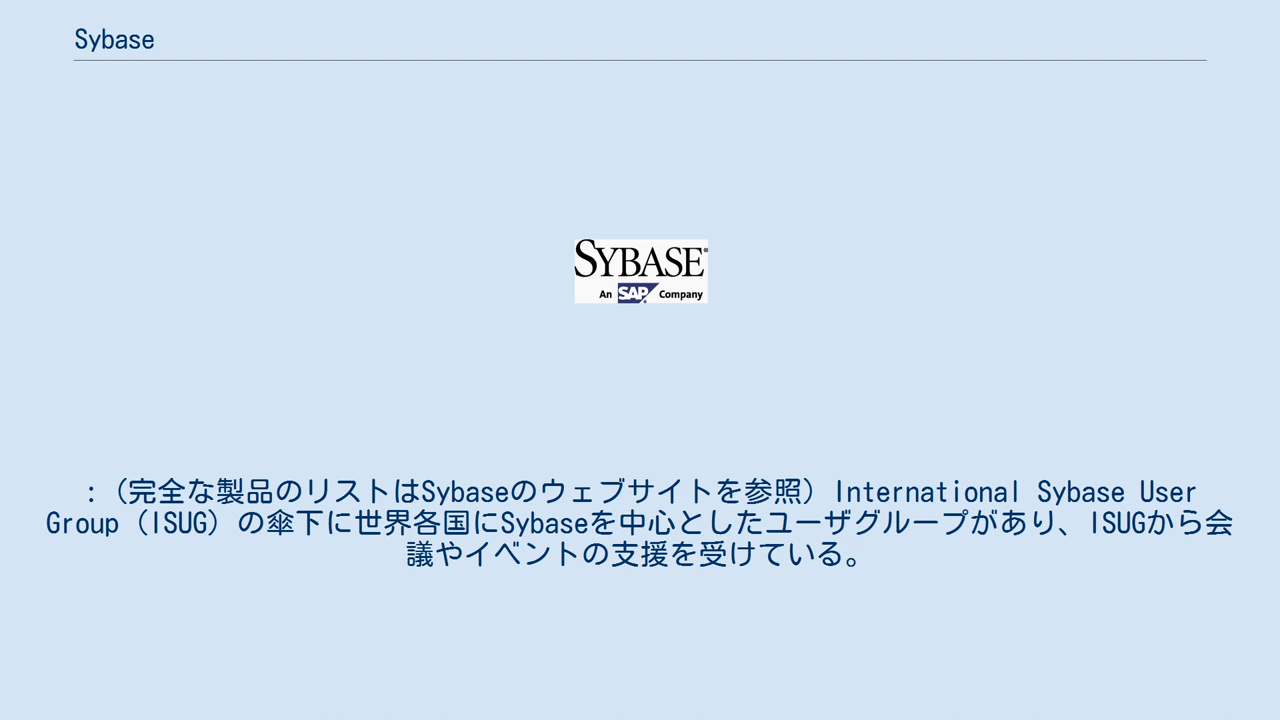 Sybase
SYBASE®
An SAP Company
:（完全な製品のリストはSybaseのウェブサイトを参照）International Sybase User
Group（ISUG）の傘下に世界各国にSybaseを中心としたユーザグループがあり、ISUGから会
議やイベントの支援を受けている。